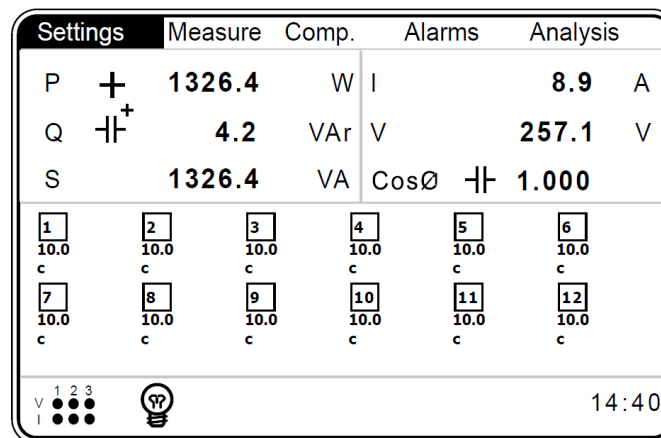 Settings Measure Comp. Alarms Analysis
P 1326.4 W I 8.9 A
Q + 4.2 VAr V 257.1 V
S 1326.4 VA CosØ 1.000
1 2 3 4 5 6
10.0 10.0 10.0 10.0 10.0 10.0
c c c c c c
7 8 9 10 11 12
10.0 10.0 10.0 10.0 10.0 10.0
c c c c c c
1 2 3
V
I
14:40